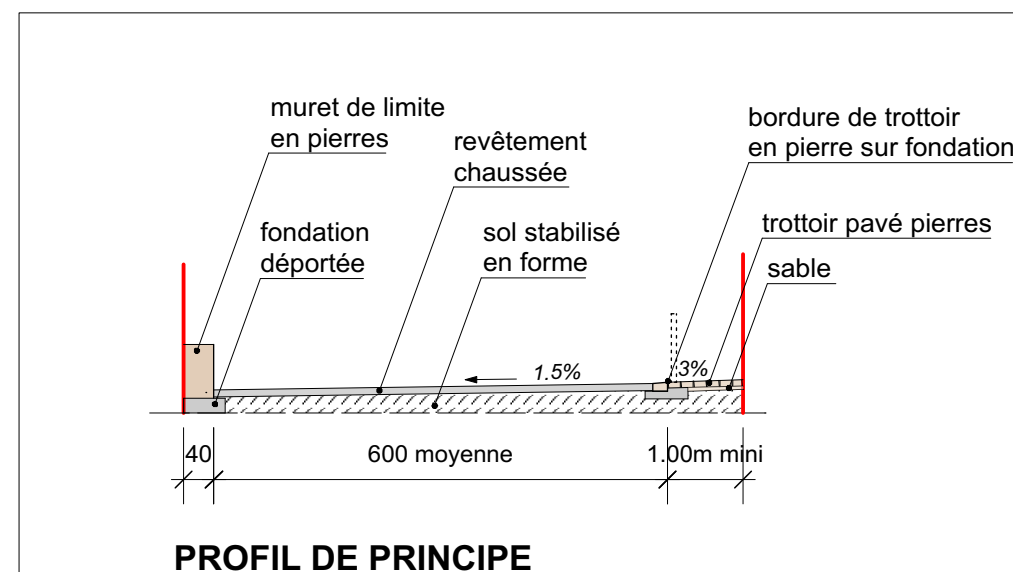 muret de limite
en pierres
revêtement
chaussée
bordure de trottoir
en pierre sur fondation
fondation
déportée
sol stabilisé
en forme
trottoir pavé pierres
sable
1.5%
3%
40
600 moyenne
1.00m mini
PROFIL DE PRINCIPE